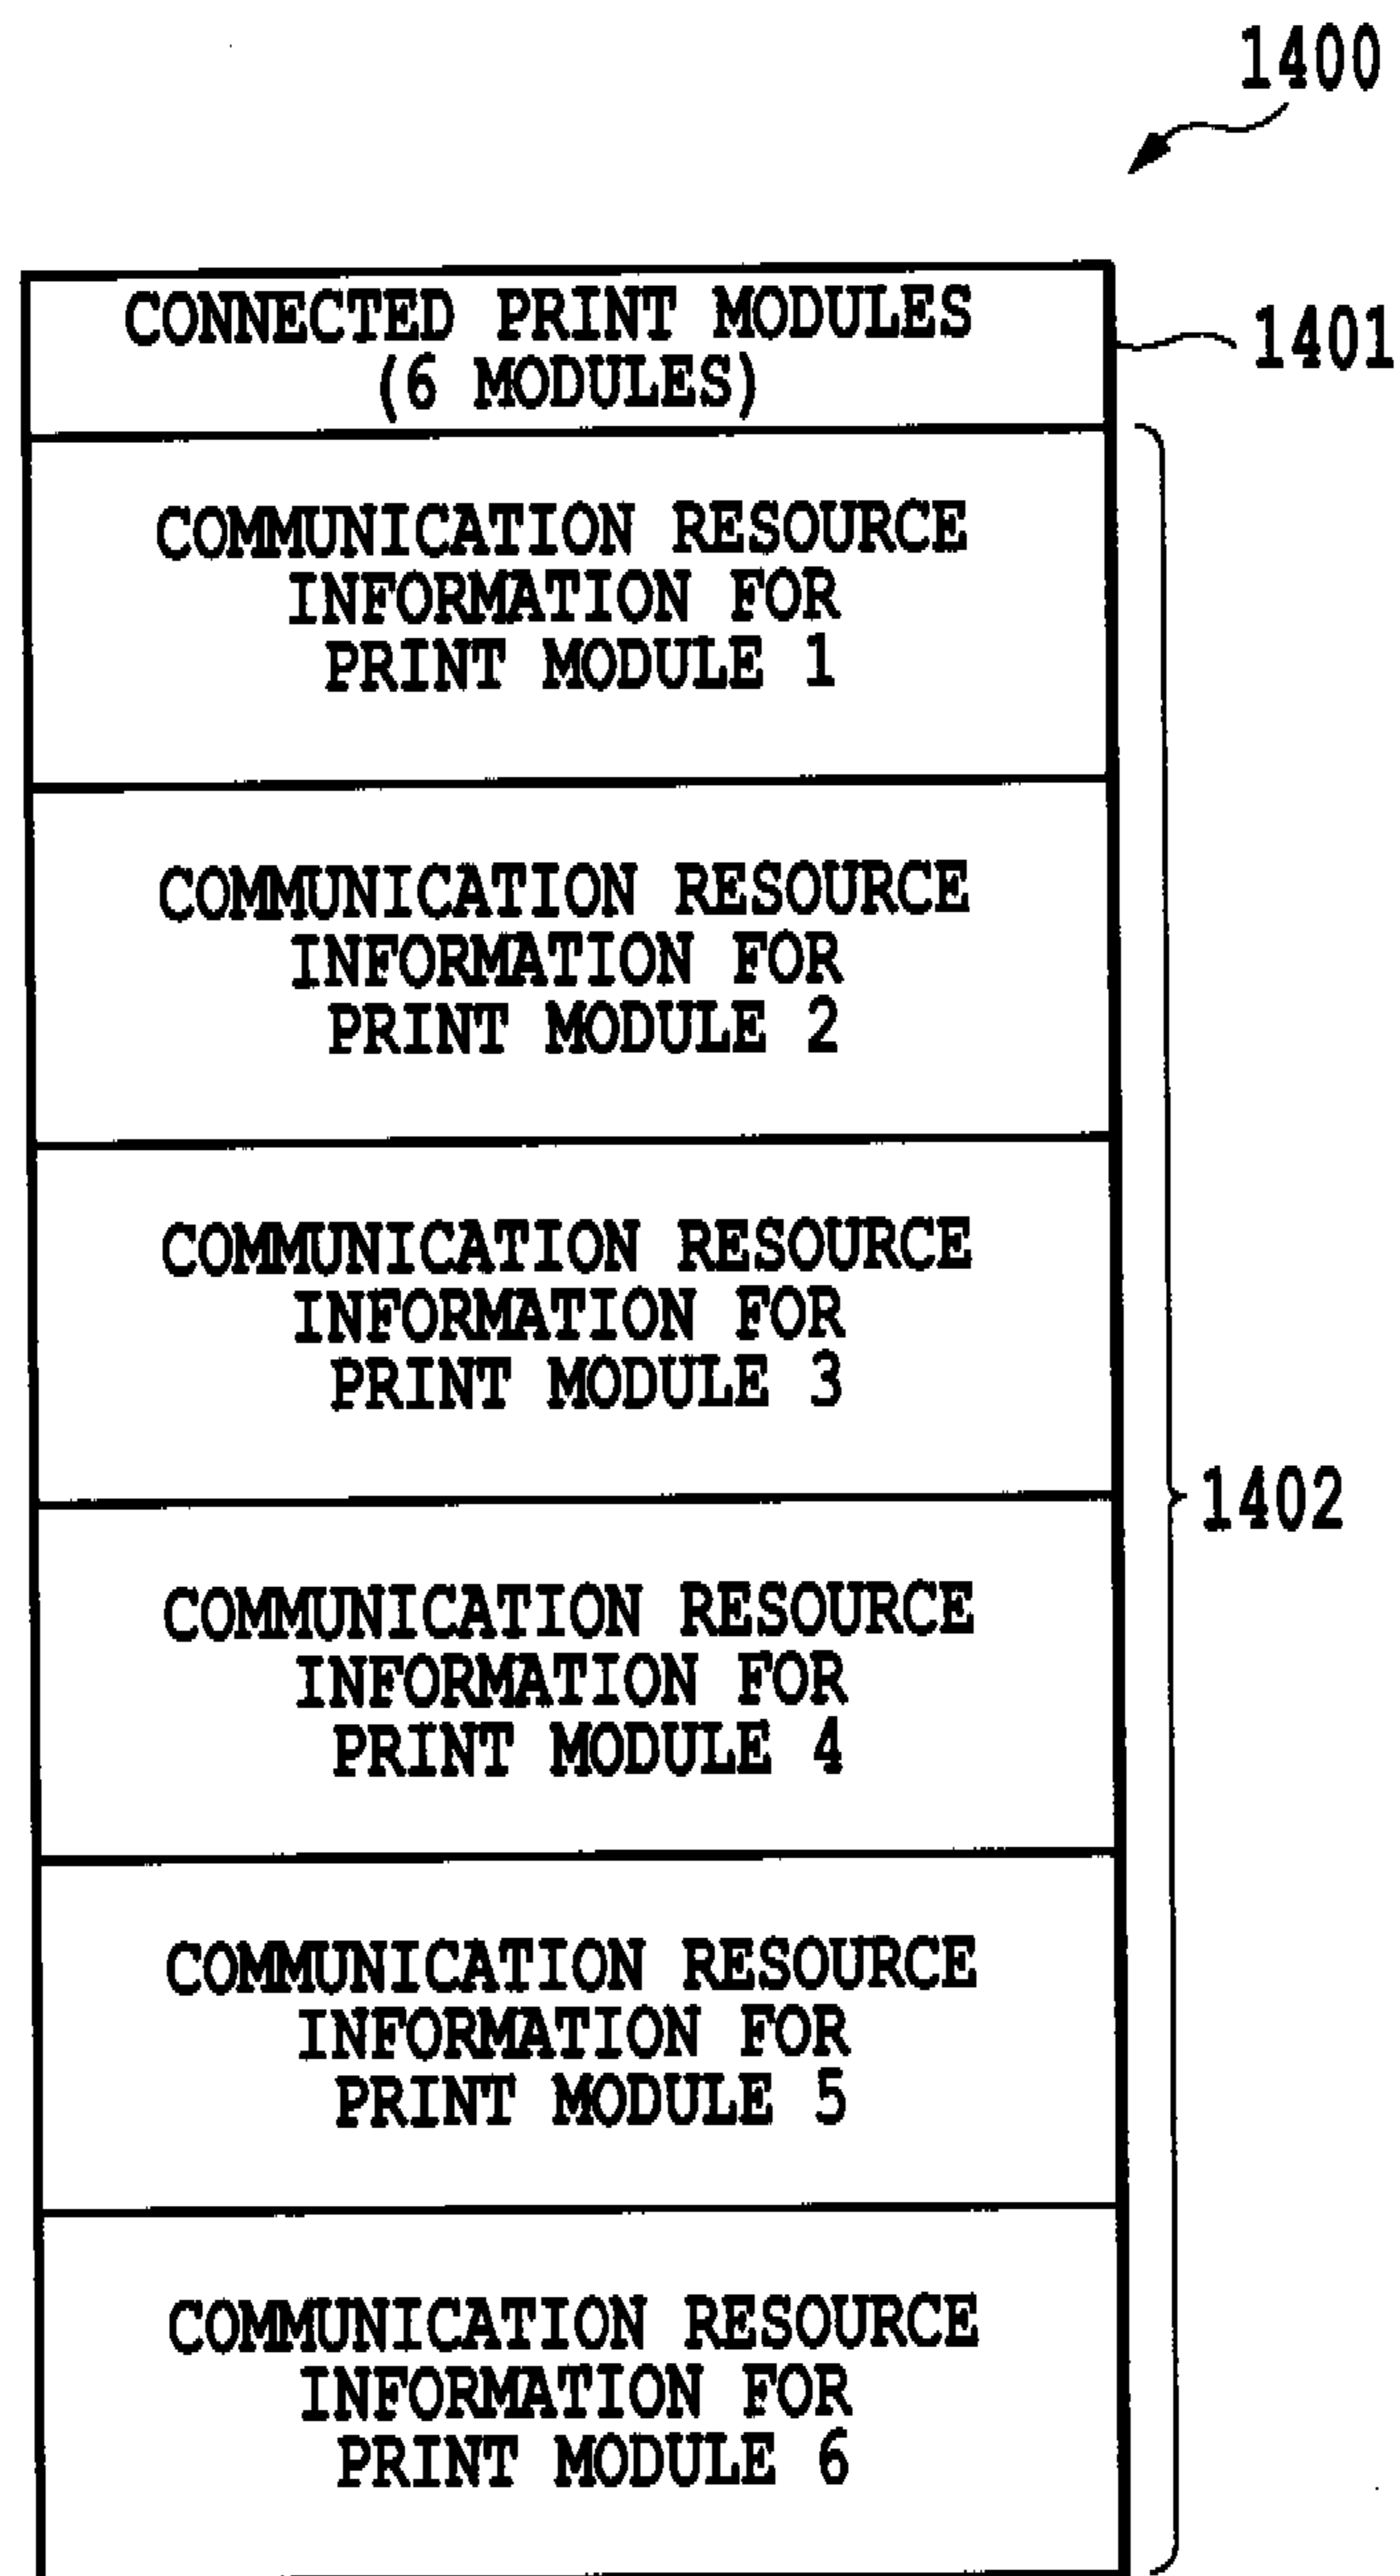 1400
CONNECTED PRINT MODULES
(6 MODULES)
1401
COMMUNICATION RESOURCE
INFORMATION FOR
PRINT MODULE 1
COMMUNICATION RESOURCE
INFORMATION FOR
PRINT MODULE 2
COMMUNICATION RESOURCE
INFORMATION FOR
PRINT MODULE 3
1402
COMMUNICATION RESOURCE
INFORMATION FOR
PRINT MODULE 4
COMMUNICATION RESOURCE
INFORMATION FOR
PRINT MODULE 5
COMMUNICATION RESOURCE
INFORMATION FOR
PRINT MODULE 6